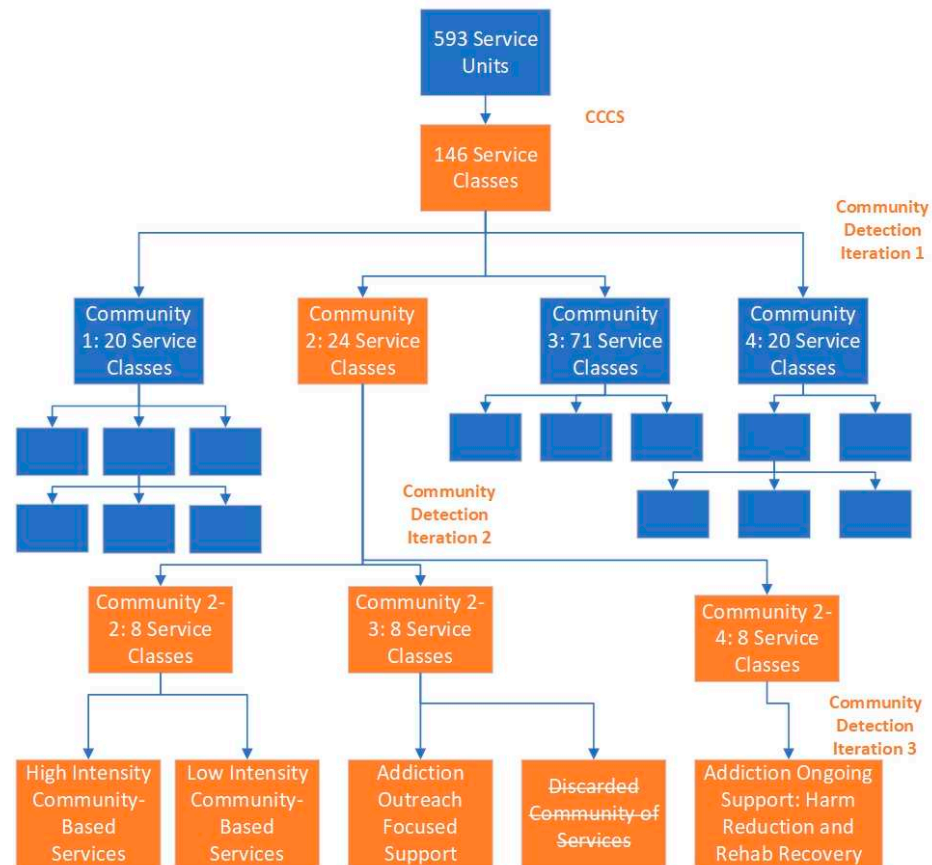 593 Service
Units
CCCS
146 Service
Classes
Community
Detection
Iteration 1
Community
1: 20 Service
Classes
Community
2: 24 Service
Classes
Community
3: 71 Service
Classes
Community
4: 20 Service
Classes
Community
Detection
Iteration 2
Community 2-
2: 8 Service
Classes
Community 2-
3: 8 Service
Classes
Community 2-
4: 8 Service
Classes
Community
Detection
Iteration 3
High Intensity
Community-
Based
Services
Low Intensity
Community-
Based
Services
Addiction
Outreach
Focused
Support
Discarded
Community of
Services
Addiction Ongoing
Support: Harm
Reduction and
Rehab Recovery